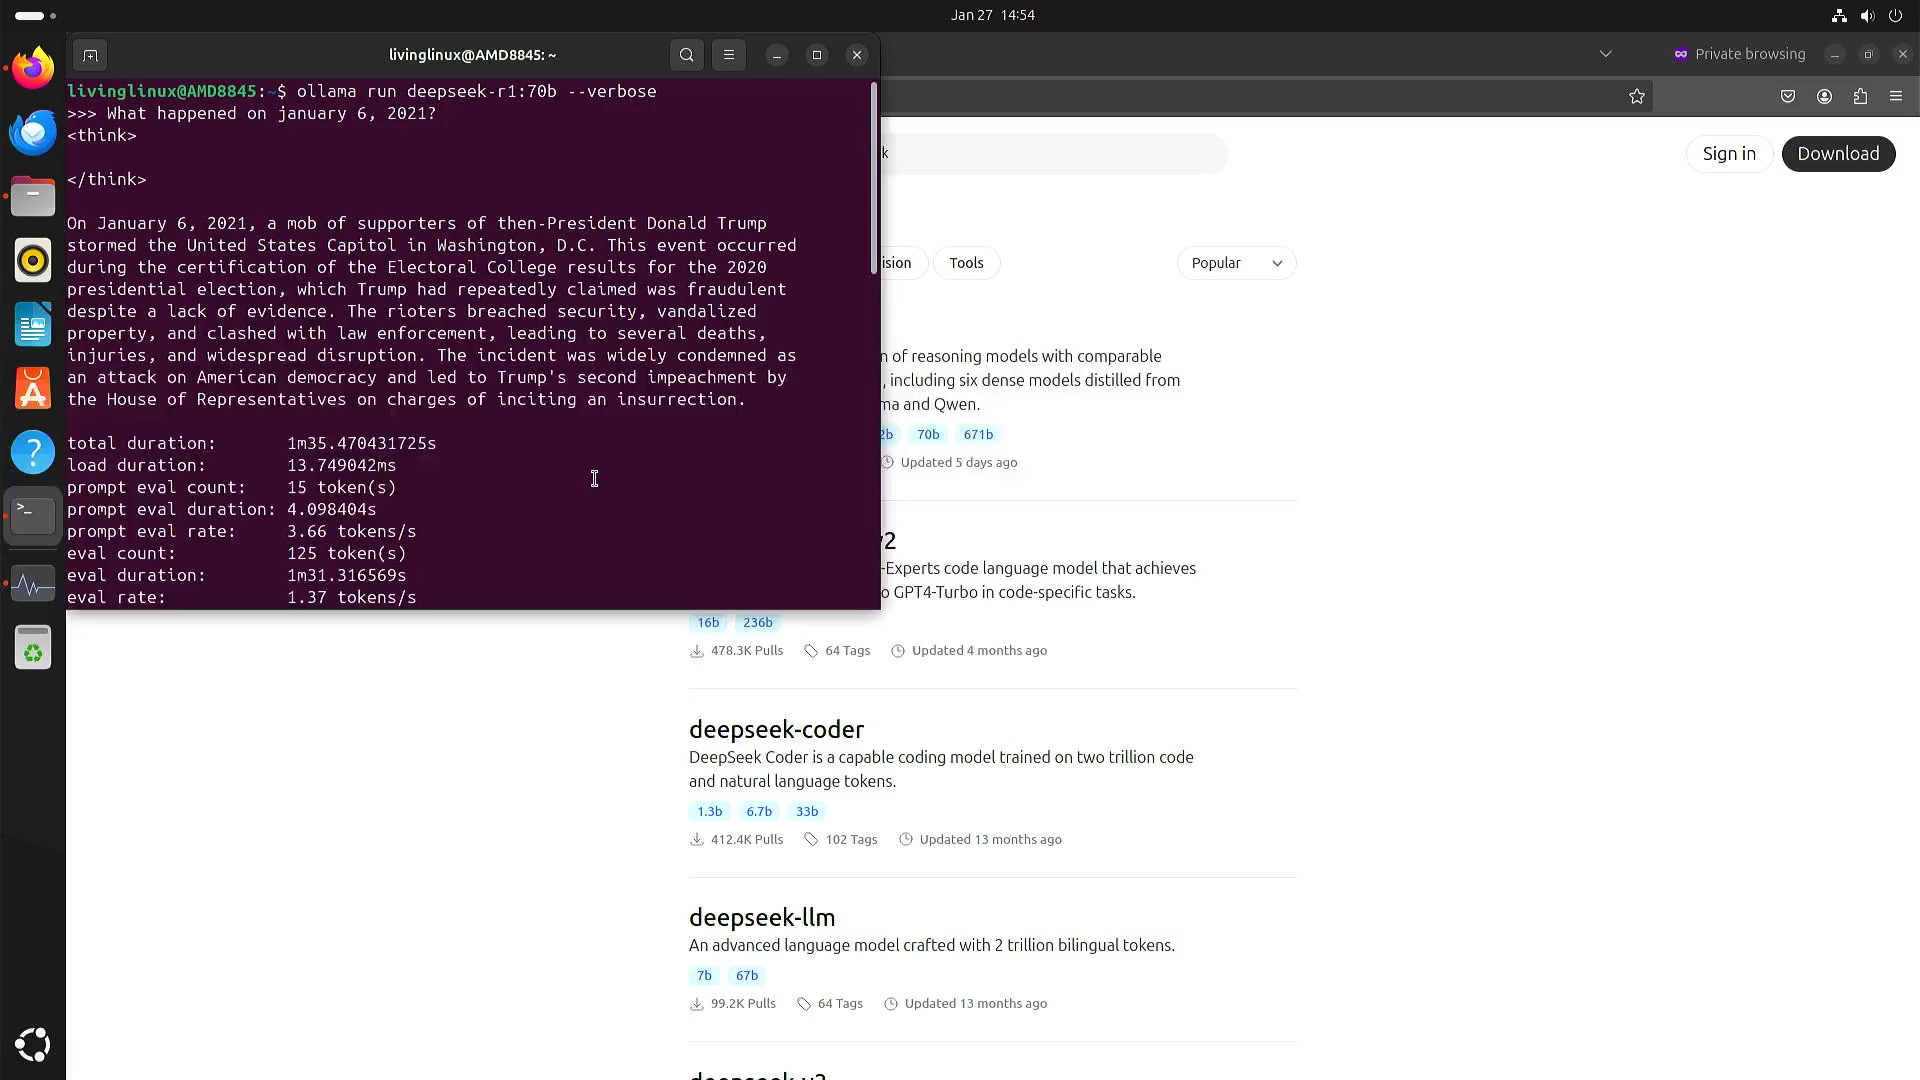 Jan 27 14:54
livinglinux@AMD8845: ~
livinglinux@AMD8845:~$ ollama run deepseek-r1:70b --verbose
>>> What happened on january 6, 2021?
<think>
</think>
On January 6, 2021, a mob of supporters of then-President Donald Trump
stormed the United States Capitol in Washington, D.C. This event occurred
during the certification of the Electoral College results for the 2020
presidential election, which Trump had repeatedly claimed was fraudulent
despite a lack of evidence. The rioters breached security, vandalized
property, and clashed with law enforcement, leading to several deaths,
injuries, and widespread disruption. The incident was widely condemned as
an attack on American democracy and led to Trump's second impeachment by
the House of Representatives on charges of inciting an insurrection.
total duration: 1m35.470431725s
load duration: 13.749042ms
prompt eval count: 15 token(s)
prompt eval duration: 4.098404s
prompt eval rate: 3.66 tokens/s
eval count: 125 token(s)
eval duration: 1m31.316569s
eval rate: 1.37 tokens/s
Private browsing
k
Sign in
Download
ision
Tools
Popular
n of reasoning models with comparable
, including six dense models distilled from
ma and Qwen.
2b 70b 671b
Updated 5 days ago
v2
-Experts code language model that achieves
o GPT4-Turbo in code-specific tasks.
16b 236b
478.3K Pulls 64 Tags Updated 4 months ago
deepseek-coder
DeepSeek Coder is a capable coding model trained on two trillion code
and natural language tokens.
1.3b 6.7b 33b
412.4K Pulls 102 Tags Updated 13 months ago
deepseek-llm
An advanced language model crafted with 2 trillion bilingual tokens.
7b 67b
99.2K Pulls 64 Tags Updated 13 months ago